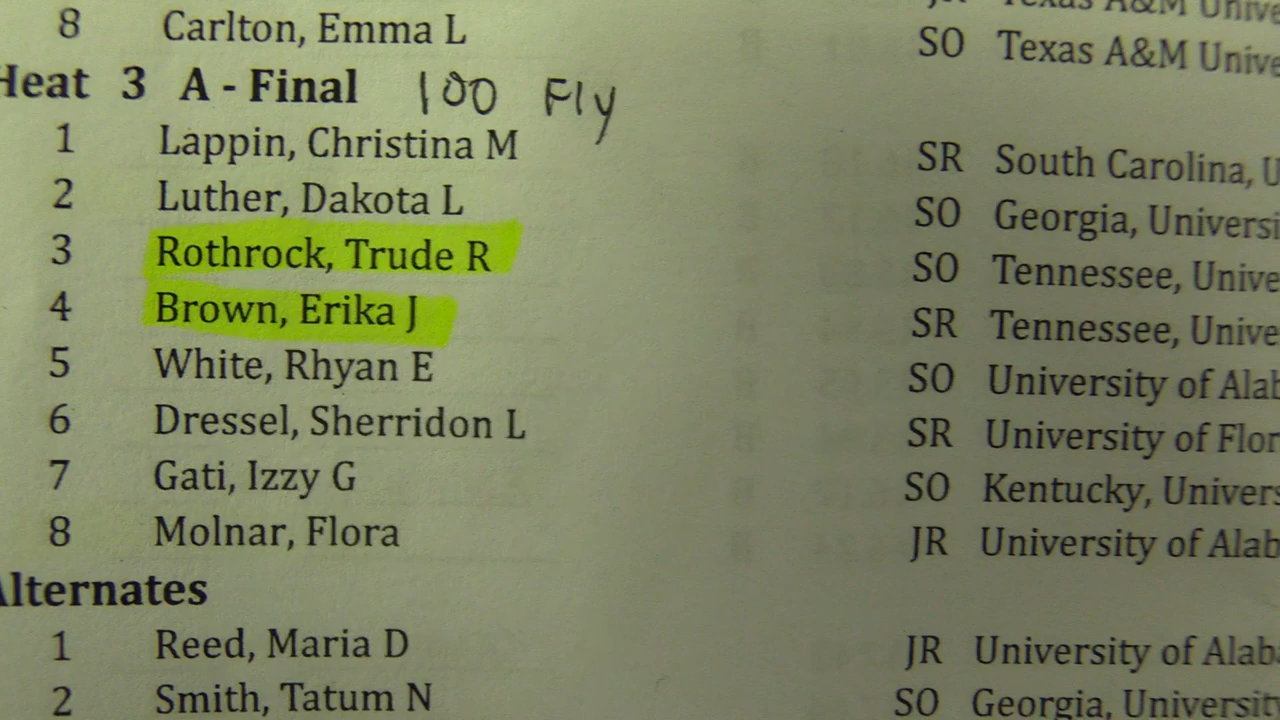 8 Carlton, Emma L SO Texas A&M
Heat 3 A - Final 100 Fly
1 Lappin, Christina M SR South Carolina,
2 Luther, Dakota L SO Georgia,
3 Rothrock, Trude R SO Tennessee,
4 Brown, Erika J SR Tennessee,
5 White, Rhyan E SO University of
6 Dressel, Sherridon L SR University of
7 Gati, Izzy G SO Kentucky,
8 Molnar, Flora JR University of
Alternates
1 Reed, Maria D JR University of
2 Smith, Tatum N SO Georgia, University